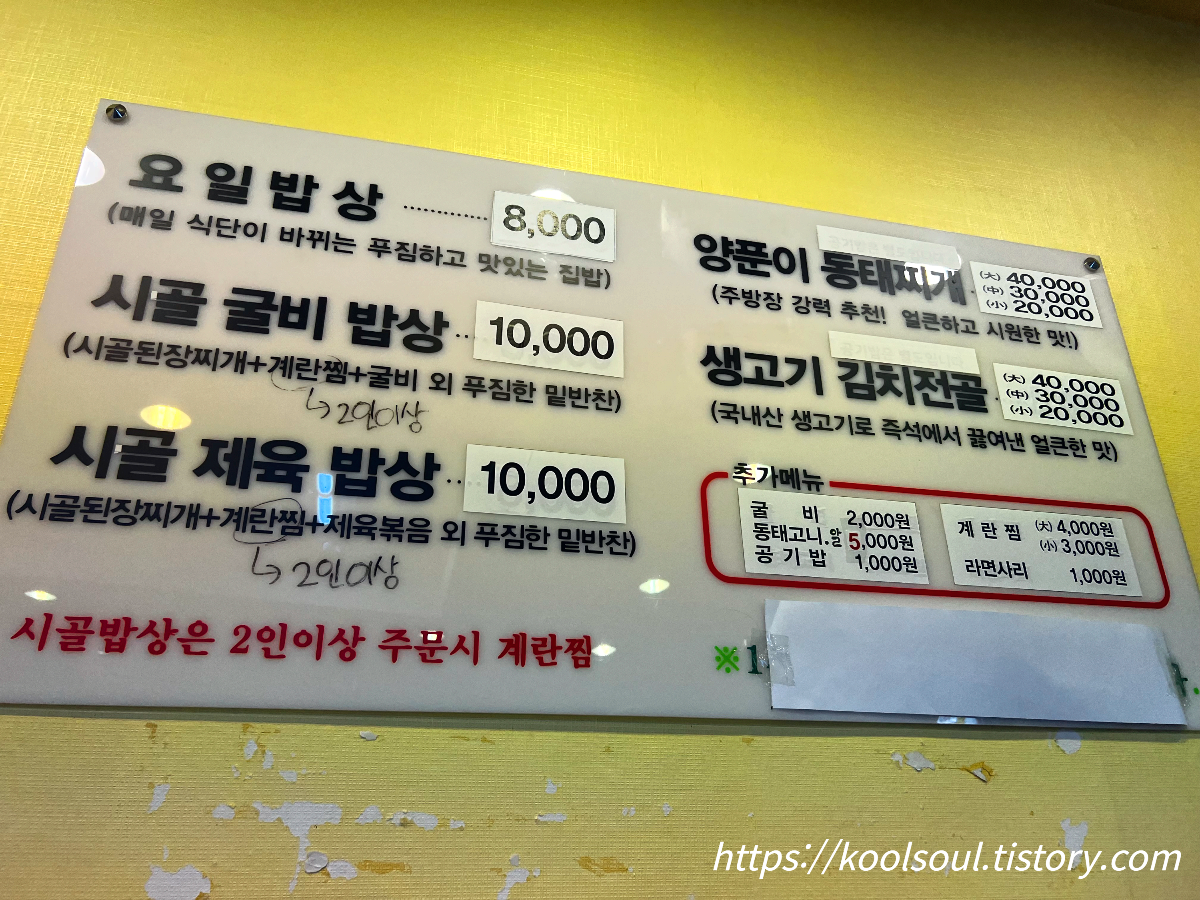 요일밥상 ............ 8,000
(매일 식단이 바뀌는 푸짐하고 맛있는 집밥)
시골 굴비 밥상 .. 10,000
(시골된장찌개+계란찜+굴비 외 푸짐한 밑반찬)
↳ 2인이상
시골 제육 밥상 .. 10,000
(시골된장찌개+계란찜+제육볶음 외 푸짐한 밑반찬)
↳ 2인이상
시골밥상은 2인이상 주문시 계란찜
양푼이 동태찌개 (大) 40,000
(中) 30,000
(小) 20,000
(주방장 강력 추천! 얼큰하고 시원한 맛!)
생고기 김치전골 (大) 40,000
(中) 30,000
(小) 20,000
(국내산 생고기로 즉석에서 끓여낸 얼큰한 맛)
추가메뉴
굴비 2,000원
동태고니.알 5,000원
공기밥 1,000원
계란찜 (大) 4,000원
(小) 3,000원
라면사리 1,000원
※1
https://koolsoul.tistory.com